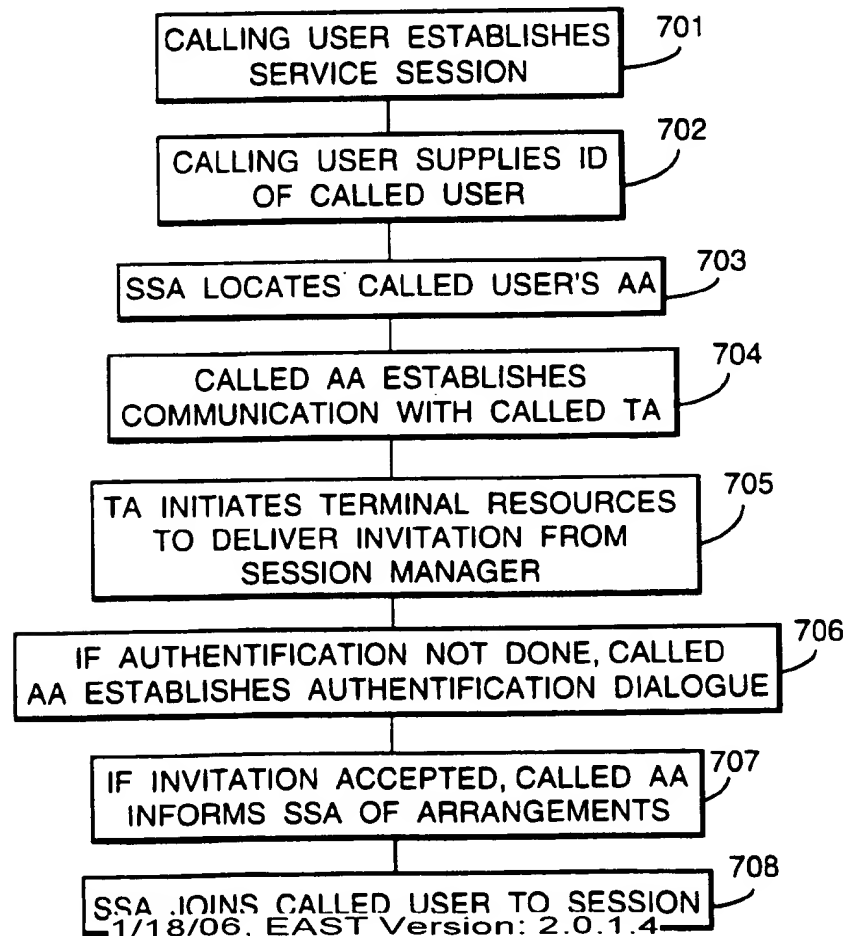 CALLING USER ESTABLISHES
SERVICE SESSION
701
CALLING USER SUPPLIES ID
OF CALLED USER
702
SSA LOCATES CALLED USER'S AA
703
CALLED AA ESTABLISHES
COMMUNICATION WITH CALLED TA
704
TA INITIATES TERMINAL RESOURCES
TO DELIVER INVITATION FROM
SESSION MANAGER
705
IF AUTHENTIFICATION NOT DONE, CALLED
AA ESTABLISHES AUTHENTIFICATION DIALOGUE
706
IF INVITATION ACCEPTED, CALLED AA
INFORMS SSA OF ARRANGEMENTS
707
SSA JOINS CALLED USER TO SESSION
708
1/18/06, EAST Version: 2.0.1.4